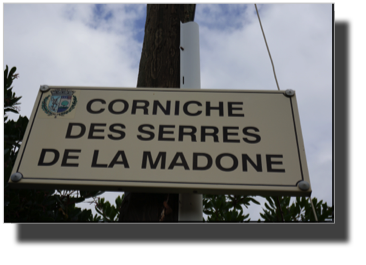 CORNICHE
DES SERRES
DE LA MADONE